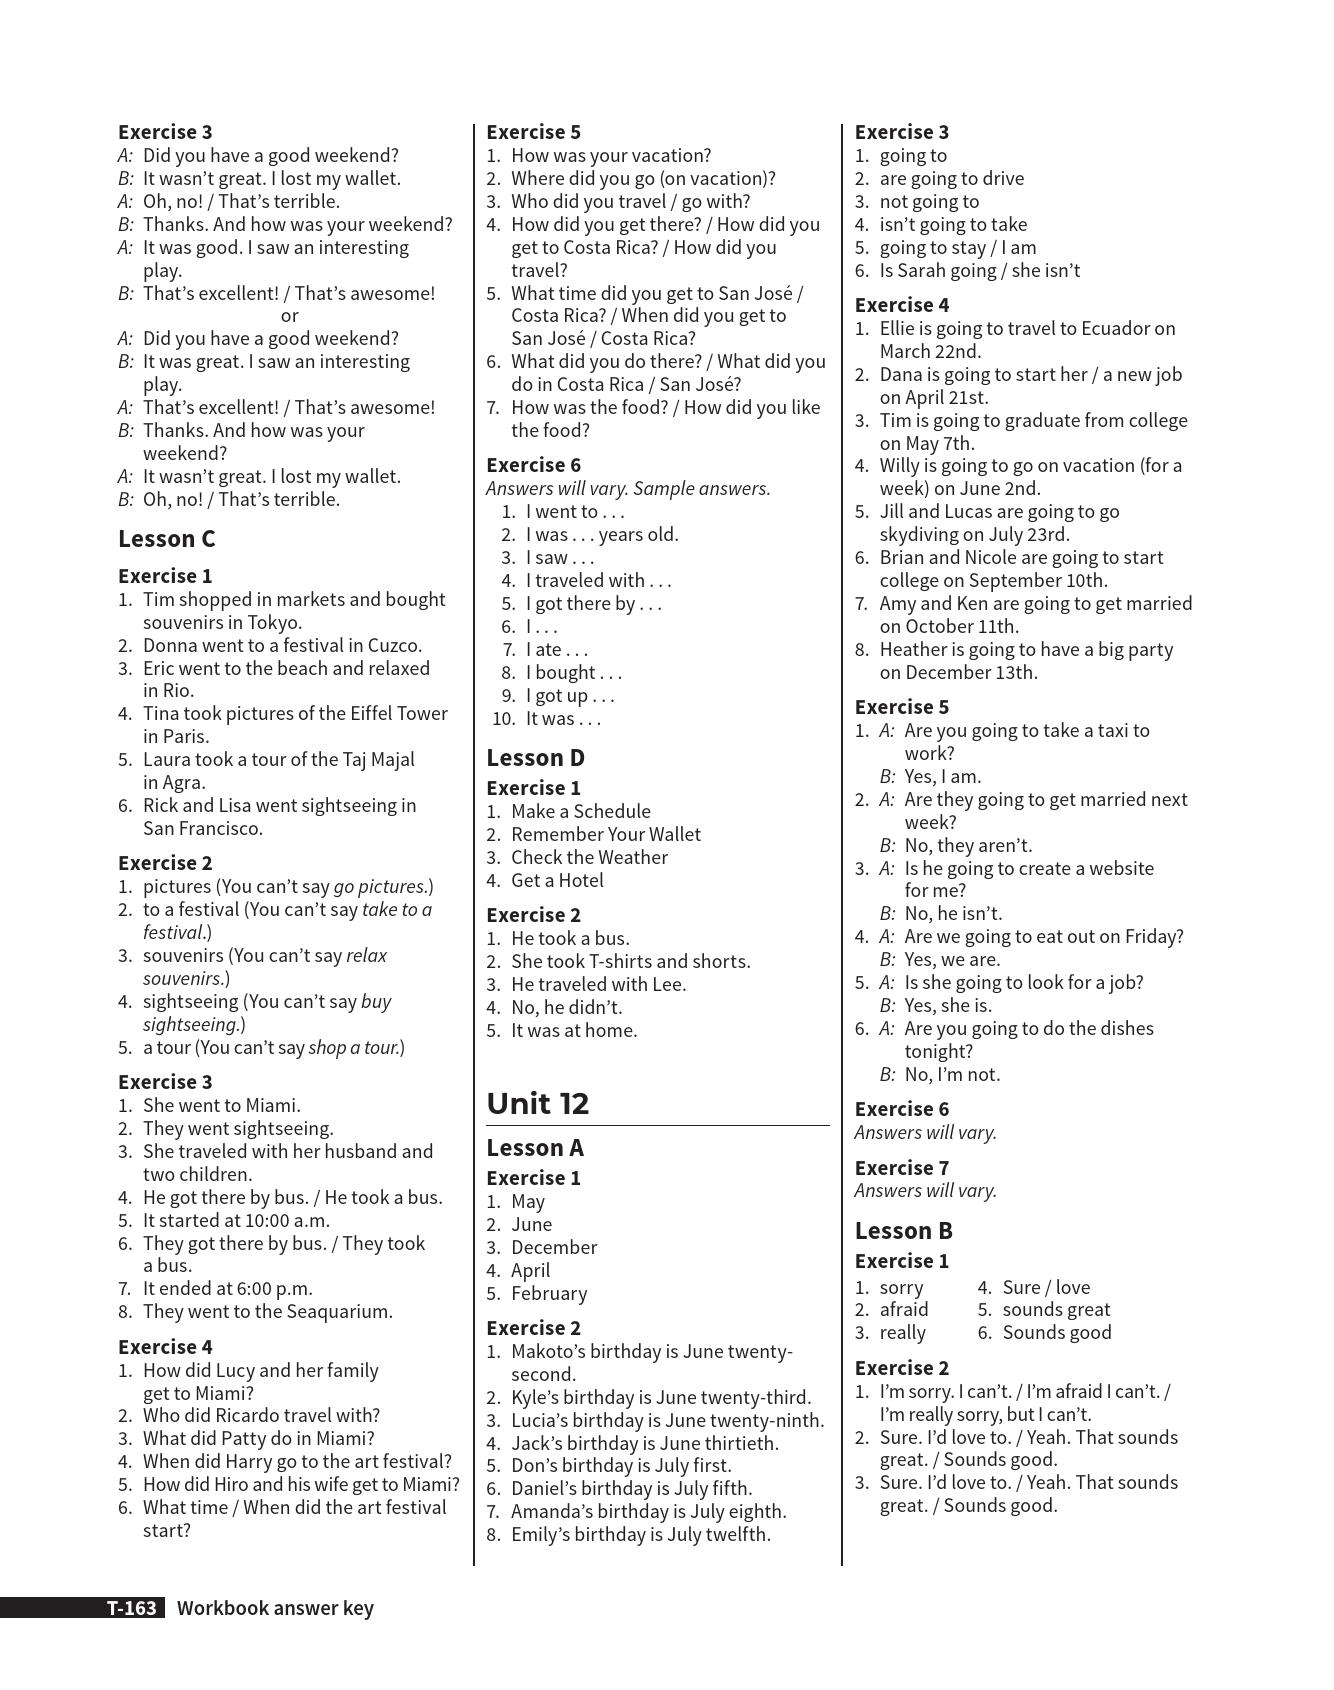 Exercise 3
A: Did you have a good weekend?
B: It wasn’t great. I lost my wallet.
A: Oh, no! / That’s terrible.
B: Thanks. And how was your weekend?
A: It was good. I saw an interesting
play.
B: That’s excellent! / That’s awesome!
or
A: Did you have a good weekend?
B: It was great. I saw an interesting
play.
A: That’s excellent! / That’s awesome!
B: Thanks. And how was your
weekend?
A: It wasn’t great. I lost my wallet.
B: Oh, no! / That’s terrible.
Lesson C
Exercise 1
1. Tim shopped in markets and bought
souvenirs in Tokyo.
2. Donna went to a festival in Cuzco.
3. Eric went to the beach and relaxed
in Rio.
4. Tina took pictures of the Eiffel Tower
in Paris.
5. Laura took a tour of the Taj Majal
in Agra.
6. Rick and Lisa went sightseeing in
San Francisco.
Exercise 2
1. pictures (You can’t say go pictures.)
2. to a festival (You can’t say take to a
festival.)
3. souvenirs (You can’t say relax
souvenirs.)
4. sightseeing (You can’t say buy
sightseeing.)
5. a tour (You can’t say shop a tour.)
Exercise 3
1. She went to Miami.
2. They went sightseeing.
3. She traveled with her husband and
two children.
4. He got there by bus. / He took a bus.
5. It started at 10:00 a.m.
6. They got there by bus. / They took
a bus.
7. It ended at 6:00 p.m.
8. They went to the Seaquarium.
Exercise 4
1. How did Lucy and her family
get to Miami?
2. Who did Ricardo travel with?
3. What did Patty do in Miami?
4. When did Harry go to the art festival?
5. How did Hiro and his wife get to Miami?
6. What time / When did the art festival
start?
Exercise 5
1. How was your vacation?
2. Where did you go (on vacation)?
3. Who did you travel / go with?
4. How did you get there? / How did you
get to Costa Rica? / How did you
travel?
5. What time did you get to San José /
Costa Rica? / When did you get to
San José / Costa Rica?
6. What did you do there? / What did you
do in Costa Rica / San José?
7. How was the food? / How did you like
the food?
Exercise 6
Answers will vary. Sample answers.
1. I went to . . .
2. I was . . . years old.
3. I saw . . .
4. I traveled with . . .
5. I got there by . . .
6. I . . .
7. I ate . . .
8. I bought . . .
9. I got up . . .
10. It was . . .
Lesson D
Exercise 1
1. Make a Schedule
2. Remember Your Wallet
3. Check the Weather
4. Get a Hotel
Exercise 2
1. He took a bus.
2. She took T-shirts and shorts.
3. He traveled with Lee.
4. No, he didn’t.
5. It was at home.
Unit 12
Lesson A
Exercise 1
1. May
2. June
3. December
4. April
5. February
Exercise 2
1. Makoto’s birthday is June twenty-
second.
2. Kyle’s birthday is June twenty-third.
3. Lucia’s birthday is June twenty-ninth.
4. Jack’s birthday is June thirtieth.
5. Don’s birthday is July first.
6. Daniel’s birthday is July fifth.
7. Amanda’s birthday is July eighth.
8. Emily’s birthday is July twelfth.
Exercise 3
1. going to
2. are going to drive
3. not going to
4. isn’t going to take
5. going to stay / I am
6. Is Sarah going / she isn’t
Exercise 4
1. Ellie is going to travel to Ecuador on
March 22nd.
2. Dana is going to start her / a new job
on April 21st.
3. Tim is going to graduate from college
on May 7th.
4. Willy is going to go on vacation (for a
week) on June 2nd.
5. Jill and Lucas are going to go
skydiving on July 23rd.
6. Brian and Nicole are going to start
college on September 10th.
7. Amy and Ken are going to get married
on October 11th.
8. Heather is going to have a big party
on December 13th.
Exercise 5
1. A: Are you going to take a taxi to
work?
B: Yes, I am.
2. A: Are they going to get married next
week?
B: No, they aren’t.
3. A: Is he going to create a website
for me?
B: No, he isn’t.
4. A: Are we going to eat out on Friday?
B: Yes, we are.
5. A: Is she going to look for a job?
B: Yes, she is.
6. A: Are you going to do the dishes
tonight?
B: No, I’m not.
Exercise 6
Answers will vary.
Exercise 7
Answers will vary.
Lesson B
Exercise 1
1. sorry 4. Sure / love
2. afraid 5. sounds great
3. really 6. Sounds good
Exercise 2
1. I’m sorry. I can’t. / I’m afraid I can’t. /
I’m really sorry, but I can’t.
2. Sure. I’d love to. / Yeah. That sounds
great. / Sounds good.
3. Sure. I’d love to. / Yeah. That sounds
great. / Sounds good.
T-163 Workbook answer key